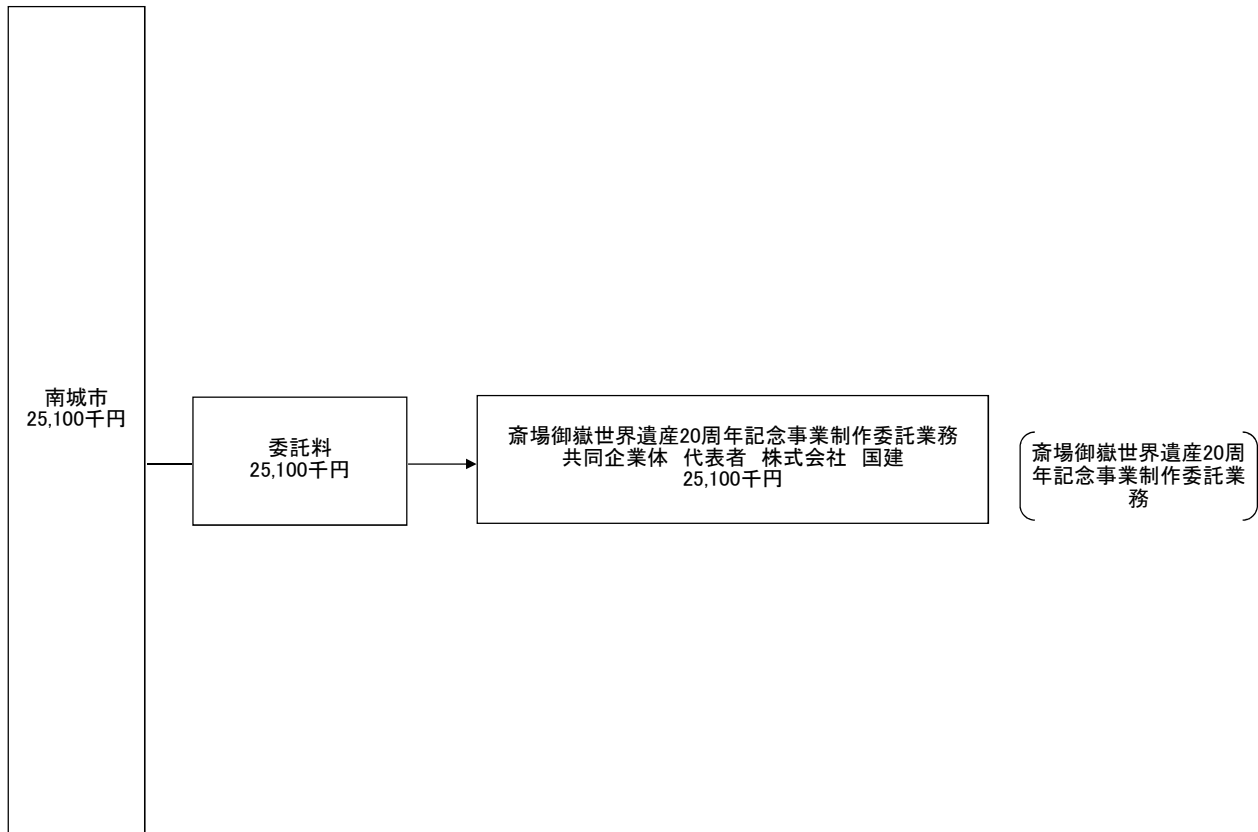 南城市
25,100千円
委託料
25,100千円
斎場御嶽世界遺産20周年記念事業制作委託業務
共同企業体 代表者 株式会社 国建
25,100千円
斎場御嶽世界遺産20周
年記念事業制作委託業
務